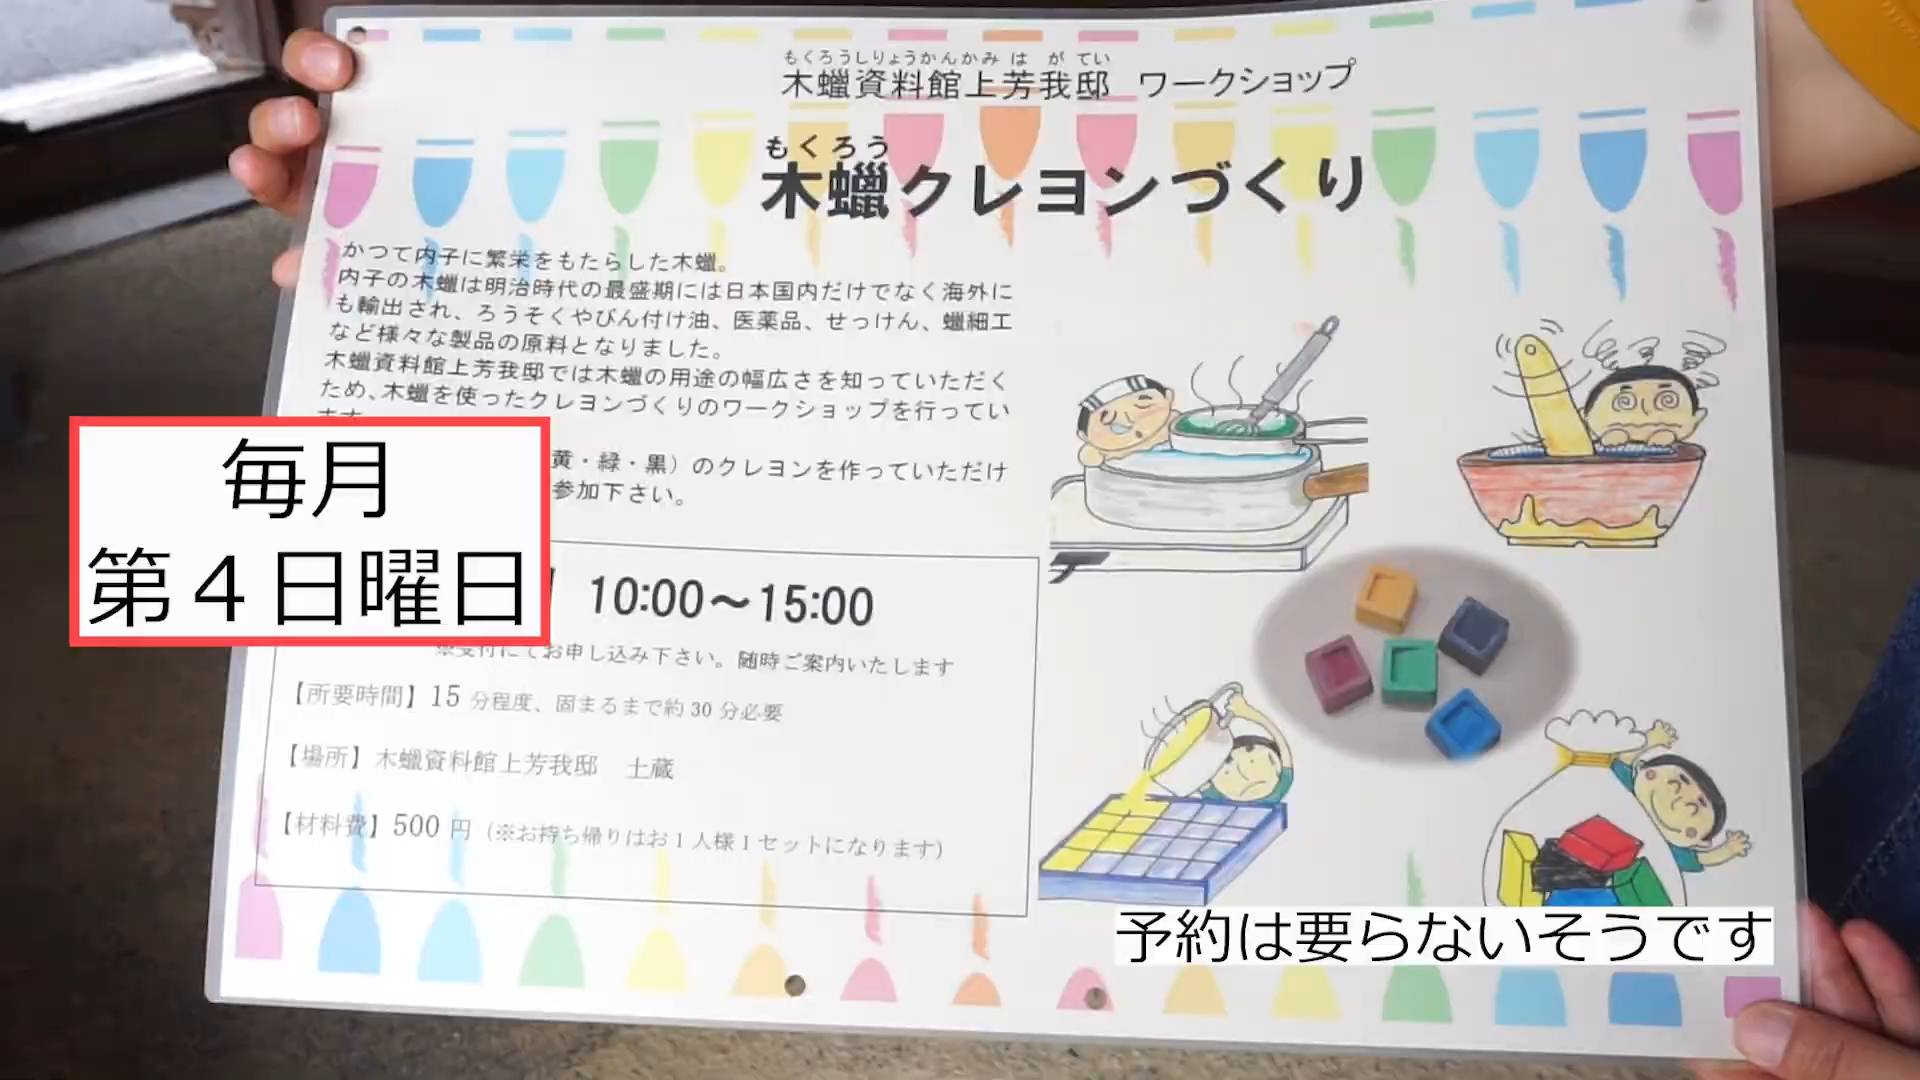 もくろうしりょうかんかみはがてい
木蠟資料館上芳我邸 ワークショップ
もくろう
木蠟クレヨンづくり
かつて内子に繁栄をもたらした木蠟。
内子の木蠟は明治時代の最盛期には日本国内だけでなく海外に
も輸出され、ろうそくやびん付け油、医薬品、せっけん、蠟細工
など様々な製品の原料となりました。
木蠟資料館上芳我邸では木蠟の用途の幅広さを知っていただく
ため、木蠟を使ったクレヨンづくりのワークショップを行ってい
ます。
黄・緑・黒）のクレヨンを作っていただけ
参加下さい。
毎月
第４日曜日
10:00～15:00
※受付にてお申し込み下さい。随時ご案内いたします
【所要時間】15 分程度、固まるまで約 30 分必要
【場所】木蠟資料館上芳我邸 土蔵
【材料費】500 円（※お持ち帰りはお 1 人様 1 セットになります）
予約は要らないそうです